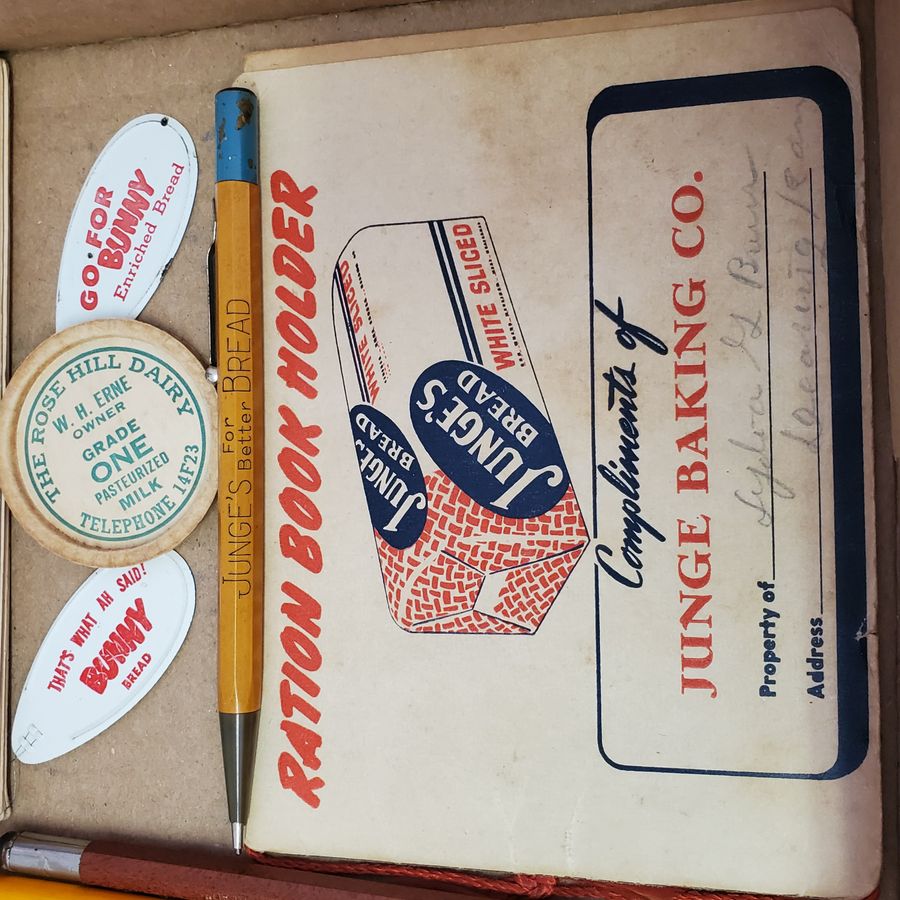 GO FOR
BUNNY
Enriched Bread
THE ROSE HILL DAIRY
W. H. ERNE
OWNER
GRADE
ONE
PASTEURIZED
MILK
TELEPHONE 14F23
THAT'S WHAT AH SAID!
BUNNY
BREAD
JUNGE'S For Better BREAD
RATION BOOK HOLDER
WHITE SLICED
JUNGE'S
BREAD
WHITE SLICED
JUNGE'S
BREAD
Compliments of
JUNGE BAKING CO.
Property of
Address